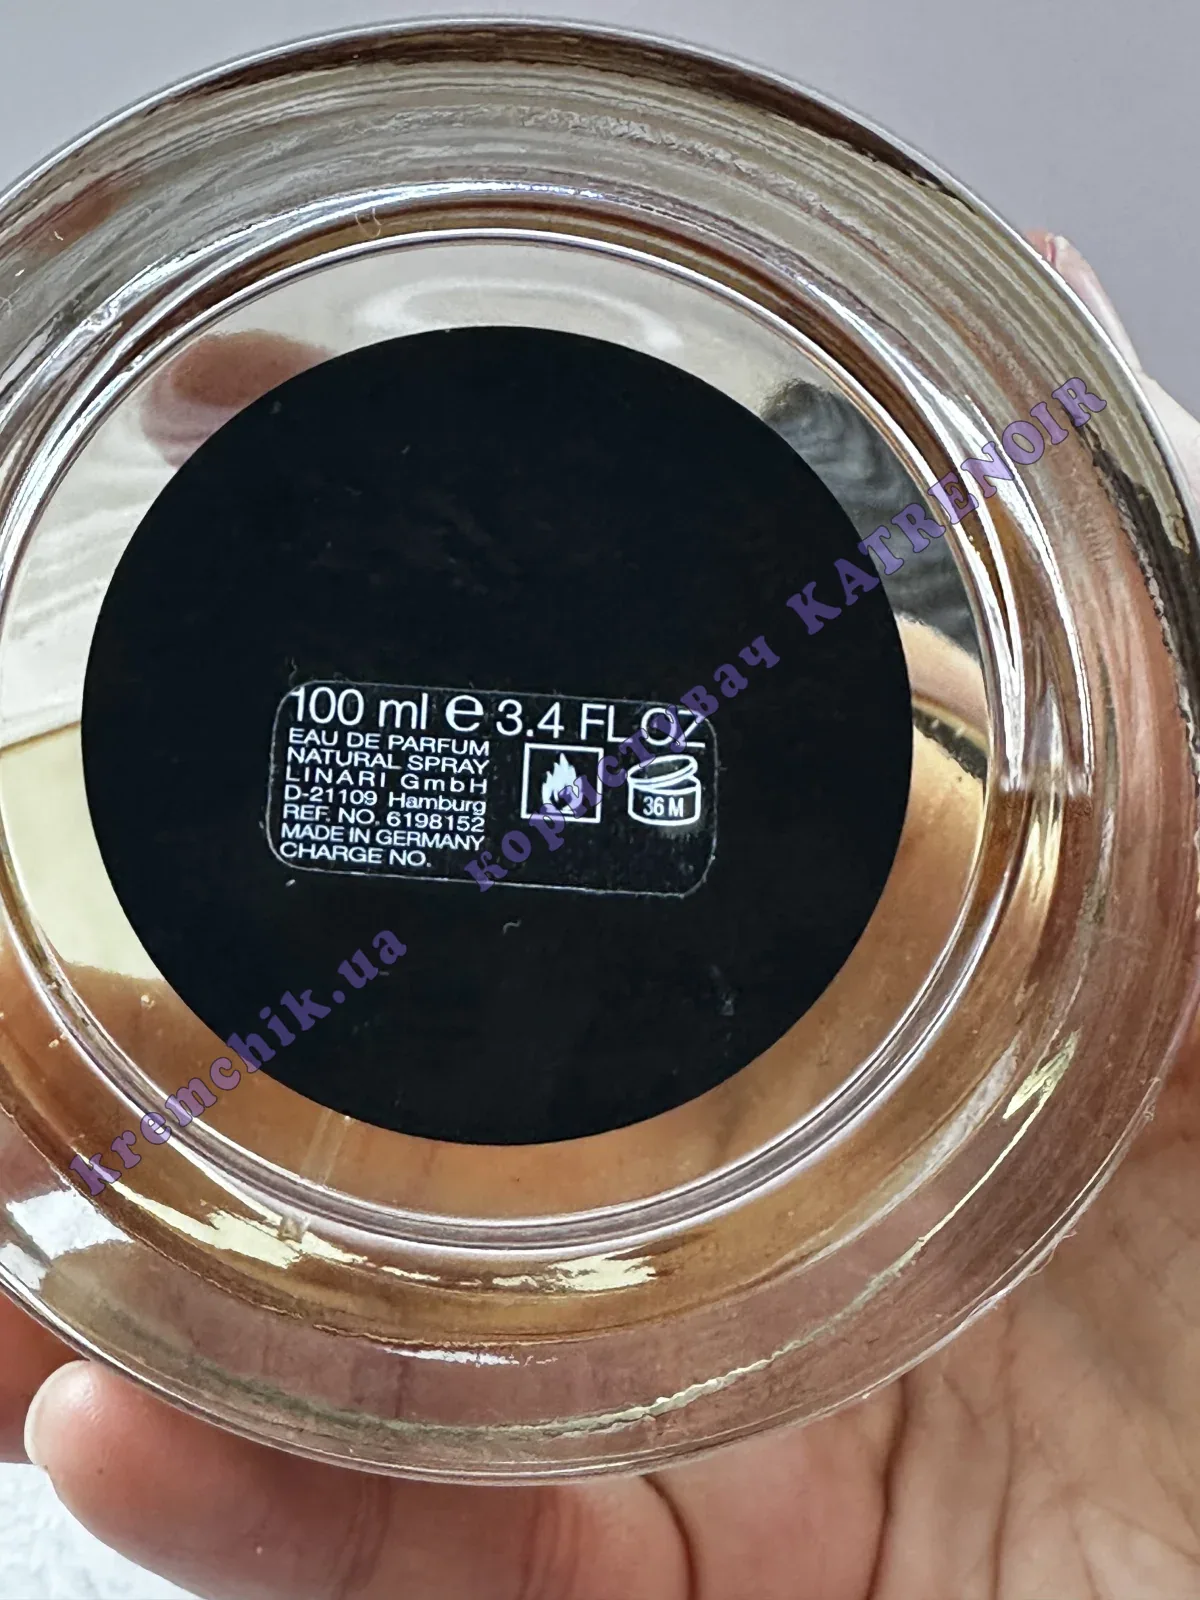 100 ml e 3.4 FL.OZ
EAU DE PARFUM
NATURAL SPRAY
LINARI GmbH
D-21109 Hamburg
REF. NO. 6198152
MADE IN GERMANY
CHARGE NO.
36 M
kremchik.ua користувач KATRENOIR